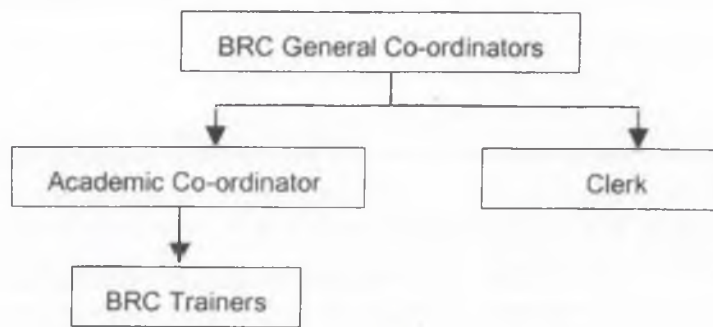 BRC General Co-ordinators
Academic Co-ordinator
Clerk
BRC Trainers